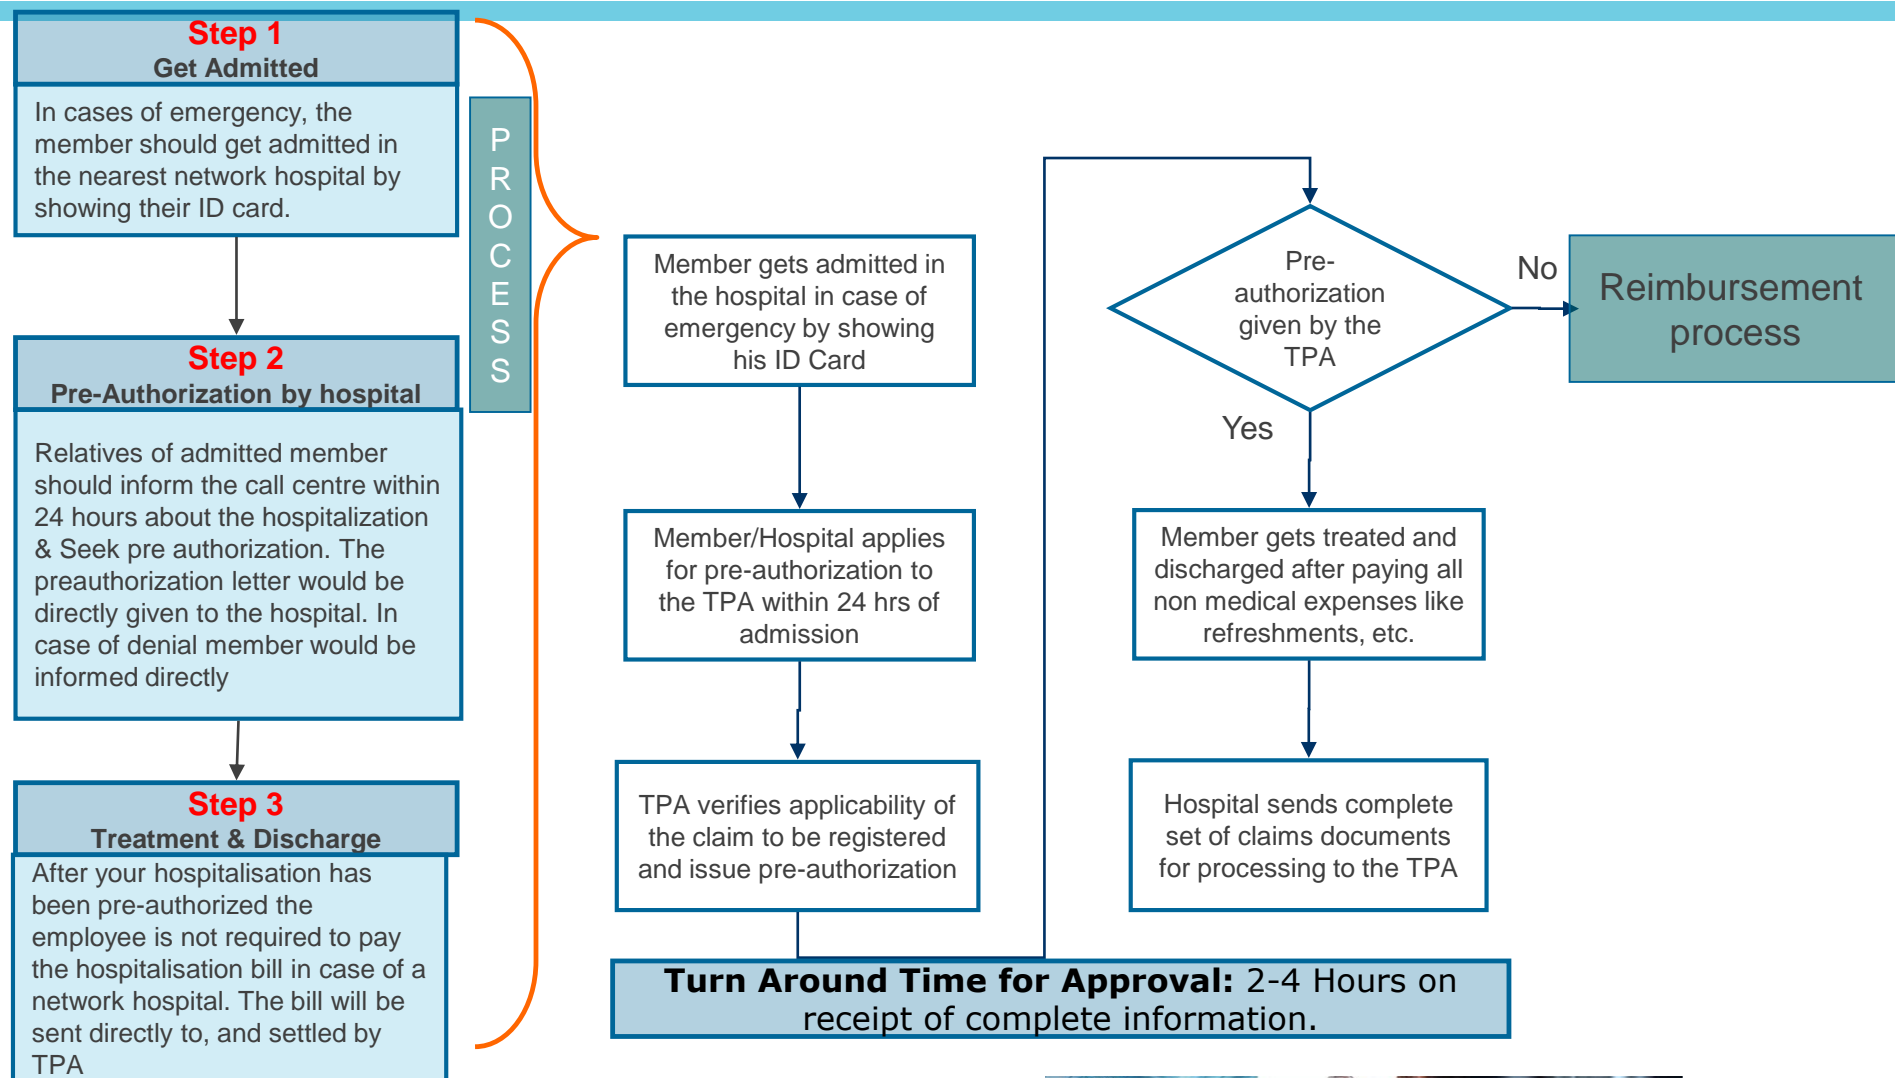 Step 1
Get Admitted
In cases of emergency, the
member should get admitted in
the nearest network hospital by
showing their ID card.
Step 2
Pre-Authorization by hospital
Relatives of admitted member
should inform the call centre within
24 hours about the hospitalization
& Seek pre authorization. The
preauthorization letter would be
directly given to the hospital. In
case of denial member would be
informed directly
Step 3
Treatment & Discharge
After your hospitalisation has
been pre-authorized the
employee is not required to pay
the hospitalisation bill in case of a
network hospital. The bill will be
sent directly to, and settled by
TPA
P
R
O
C
E
S
S
Member gets admitted in
the hospital in case of
emergency by showing
his ID Card
Member/Hospital applies
for pre-authorization to
the TPA within 24 hrs of
admission
TPA verifies applicability of
the claim to be registered
and issue pre-authorization
Pre-
authorization
given by the
TPA
No
Reimbursement
process
Yes
Member gets treated and
discharged after paying all
non medical expenses like
refreshments, etc.
Hospital sends complete
set of claims documents
for processing to the TPA
Turn Around Time for Approval: 2-4 Hours on
receipt of complete information.